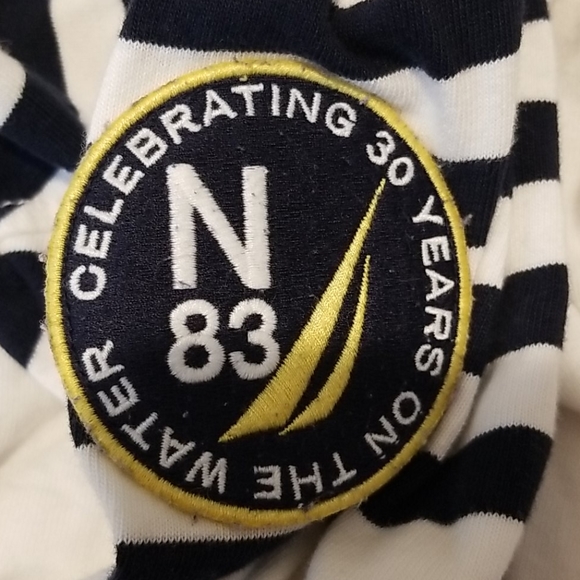 CELEBRATING 30 YEARS ON THE WATER
N
83